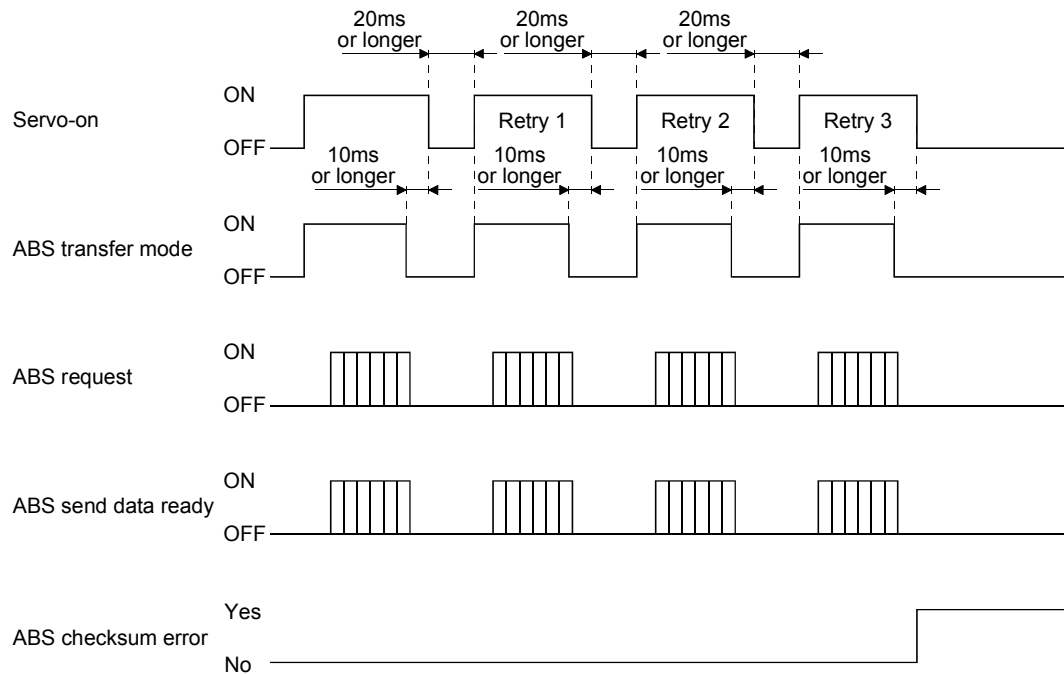 20ms
or longer
20ms
or longer
20ms
or longer
Servo-on
ON
OFF
Retry 1
Retry 2
Retry 3
10ms
or longer
10ms
or longer
10ms
or longer
10ms
or longer
ABS transfer mode
ON
OFF
ABS request
ON
OFF
ABS send data ready
ON
OFF
ABS checksum error
Yes
No